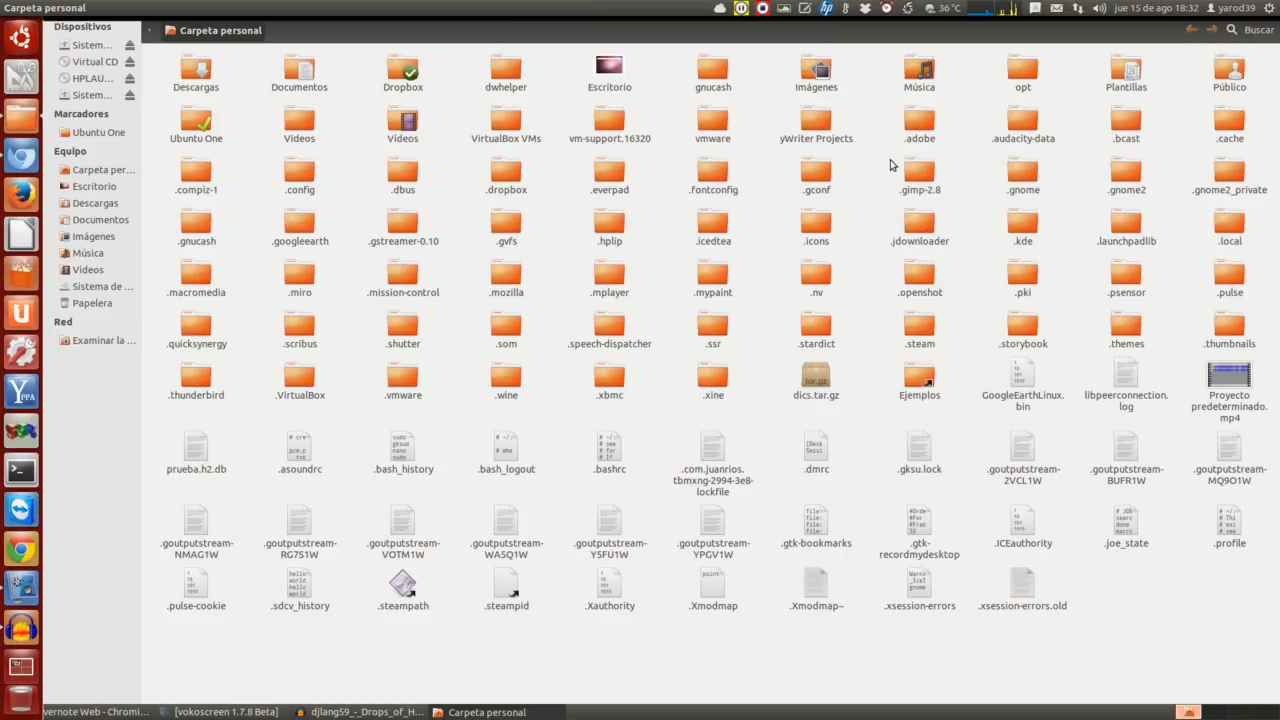 Carpeta personal
36 °C
jue 15 de ago 18:32
yarod39
Dispositivos
Sistem...
Virtual CD
HPLAU...
Sistem...
Marcadores
Ubuntu One
Equipo
Carpeta per...
Escritorio
Descargas
Documentos
Imágenes
Música
Vídeos
Sistema de ...
Papelera
Red
Examinar la ...
Carpeta personal
Buscar
Descargas Documentos Dropbox dwhelper Escritorio gnucash Imágenes Música opt Plantillas Público
Ubuntu One Videos Vídeos VirtualBox VMs vm-support.16320 vmware yWriter Projects .adobe .audacity-data .bcast .cache
.compiz-1 .config .dbus .dropbox .everpad .fontconfig .gconf .gimp-2.8 .gnome .gnome2 .gnome2_private
.gnucash .googleearth .gstreamer-0.10 .gvfs .hplip .icedtea .icons .jdownloader .kde .launchpadlib .local
.macromedia .miro .mission-control .mozilla .mplayer .mypaint .nv .openshot .pki .psensor .pulse
.quicksynergy .scribus .shutter .som .speech-dispatcher .ssr .stardict .steam .storybook .themes .thumbnails
.thunderbird .VirtualBox .vmware .wine .xbmc .xine dics.tar.gz Ejemplos GoogleEarthLinux.
bin
libpeerconnection.
log
Proyecto
predeterminado.
mp4
prueba.h2.db .asoundrc .bash_history .bash_logout .bashrc .com.juanrios.
tbmxng-2994-3e8-
lockfile
.dmrc .gksu.lock .goutputstream-
2VCL1W
.goutputstream-
BUFR1W
.goutputstream-
MQ9O1W
.goutputstream-
NMAG1W
.goutputstream-
RG7S1W
.goutputstream-
VOTM1W
.goutputstream-
WASQ1W
.goutputstream-
Y5FU1W
.goutputstream-
YPGV1W
.gtk-bookmarks .gtk-
recordmydesktop
.ICEauthority .joe_state .profile
.pulse-cookie .sdcv_history .steampath .steampid .Xauthority .Xmodmap .Xmodmap~ .xsession-errors .xsession-errors.old
vernote Web - Chromi...
[vokoscreen 1.7.8 Beta]
djlang59_-_Drops_of_H...
Carpeta personal